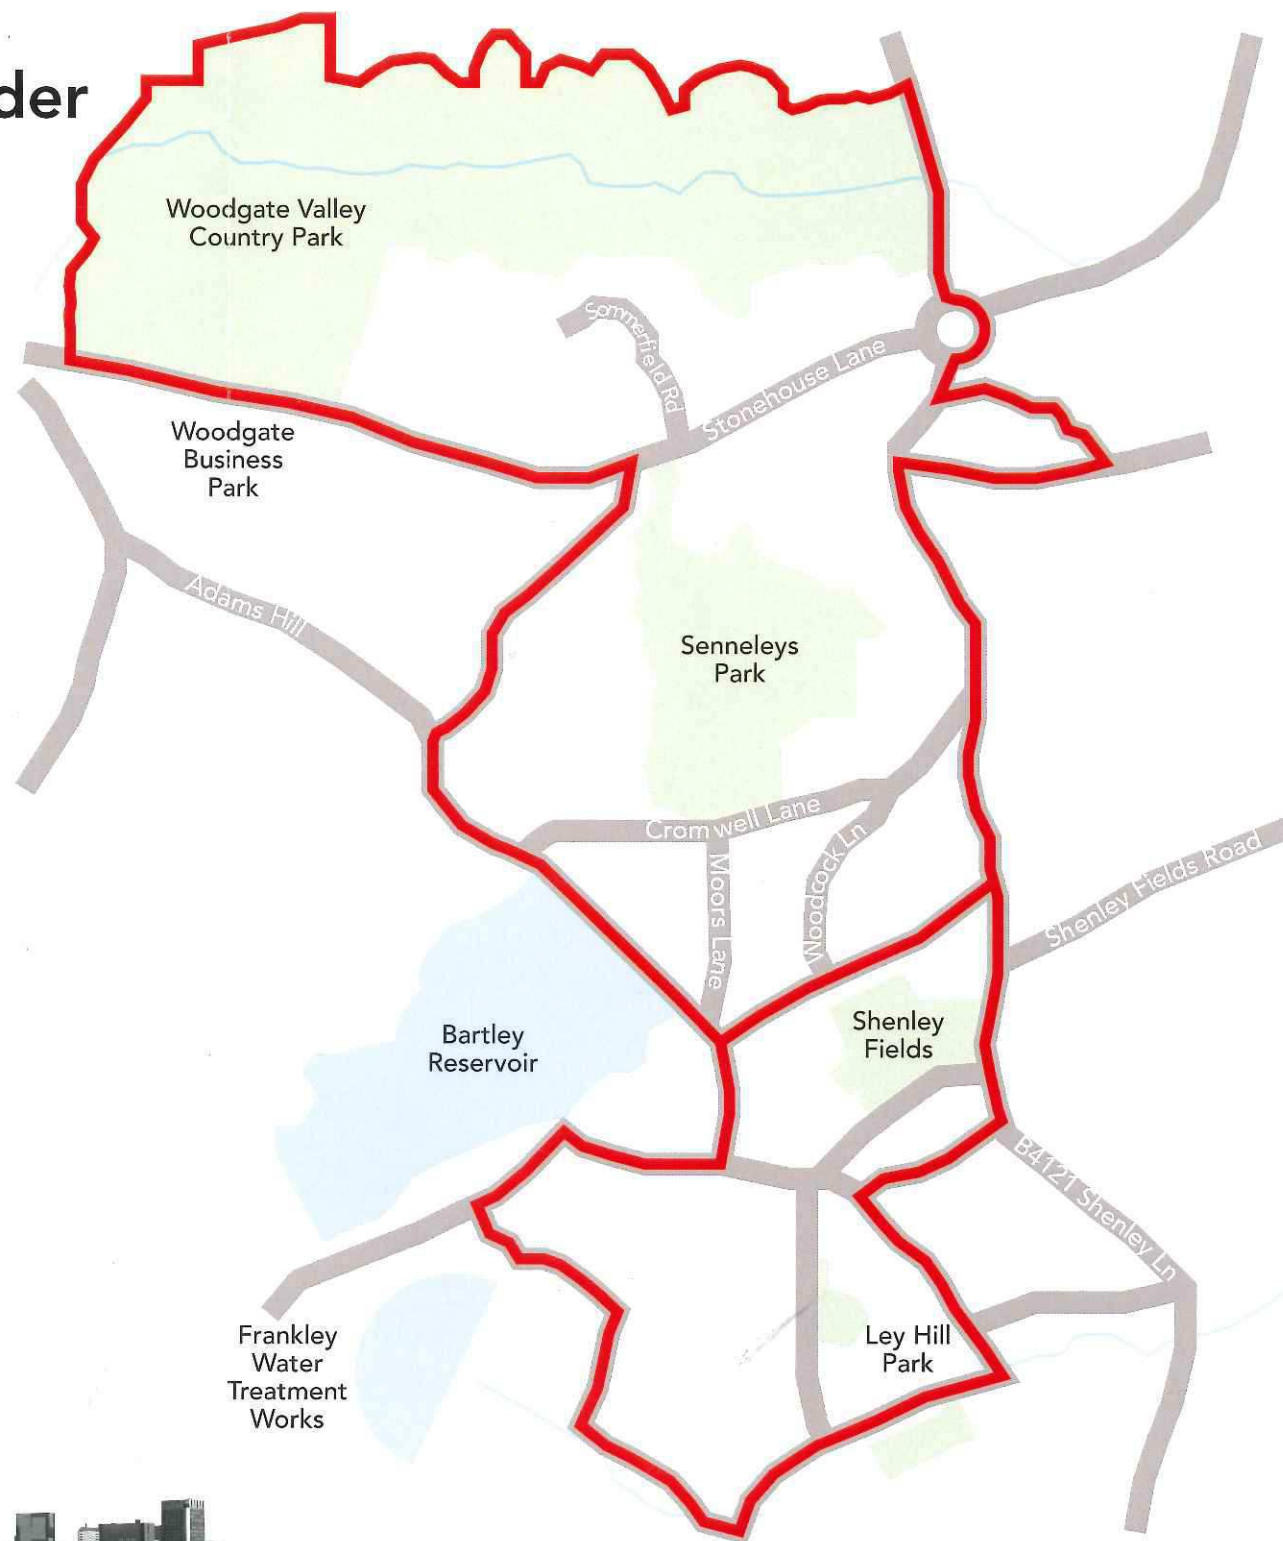 der
Woodgate Valley
Country Park
Sommerfield Rd
Stonehouse Lane
Woodgate
Business
Park
Adams Hill
Senneleys
Park
Cromwell Lane
Moors Lane
Woodcock Ln
Shenley Fields Road
Bartley
Reservoir
Shenley
Fields
B4121 Shenley Ln
Frankley
Water
Treatment
Works
Ley Hill
Park